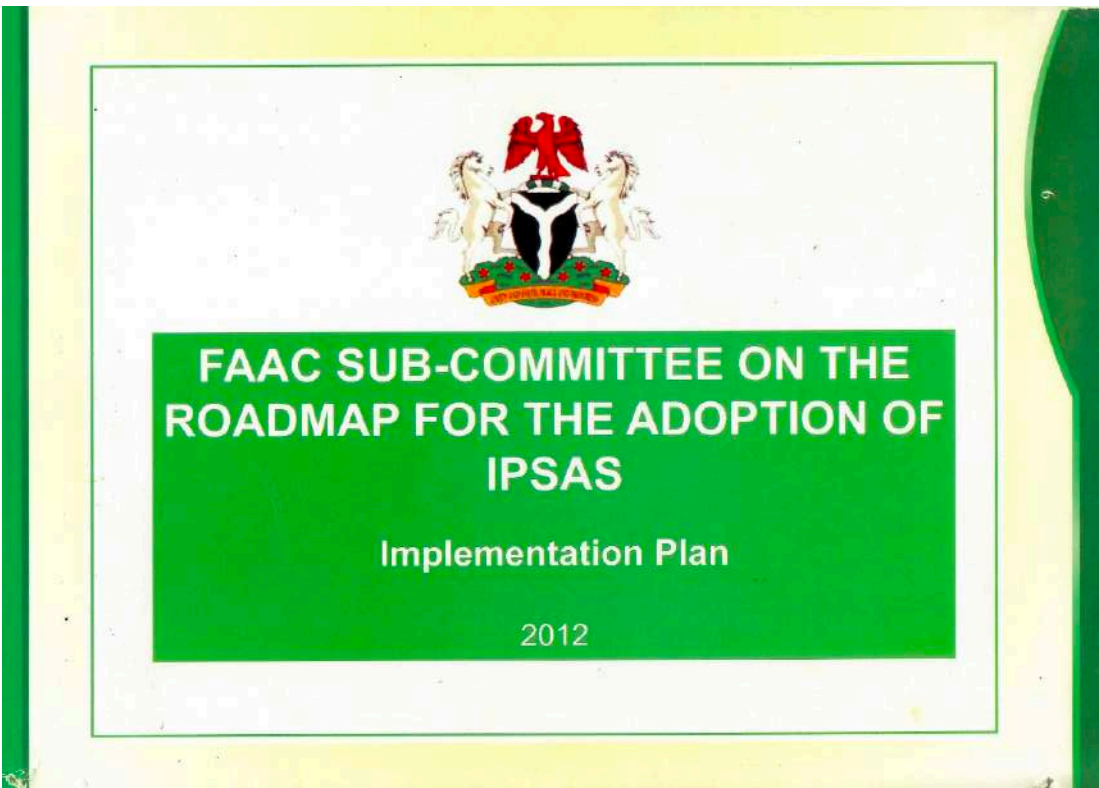 FAAC SUB-COMMITTEE ON THE
ROADMAP FOR THE ADOPTION OF
IPSAS
Implementation Plan
2012